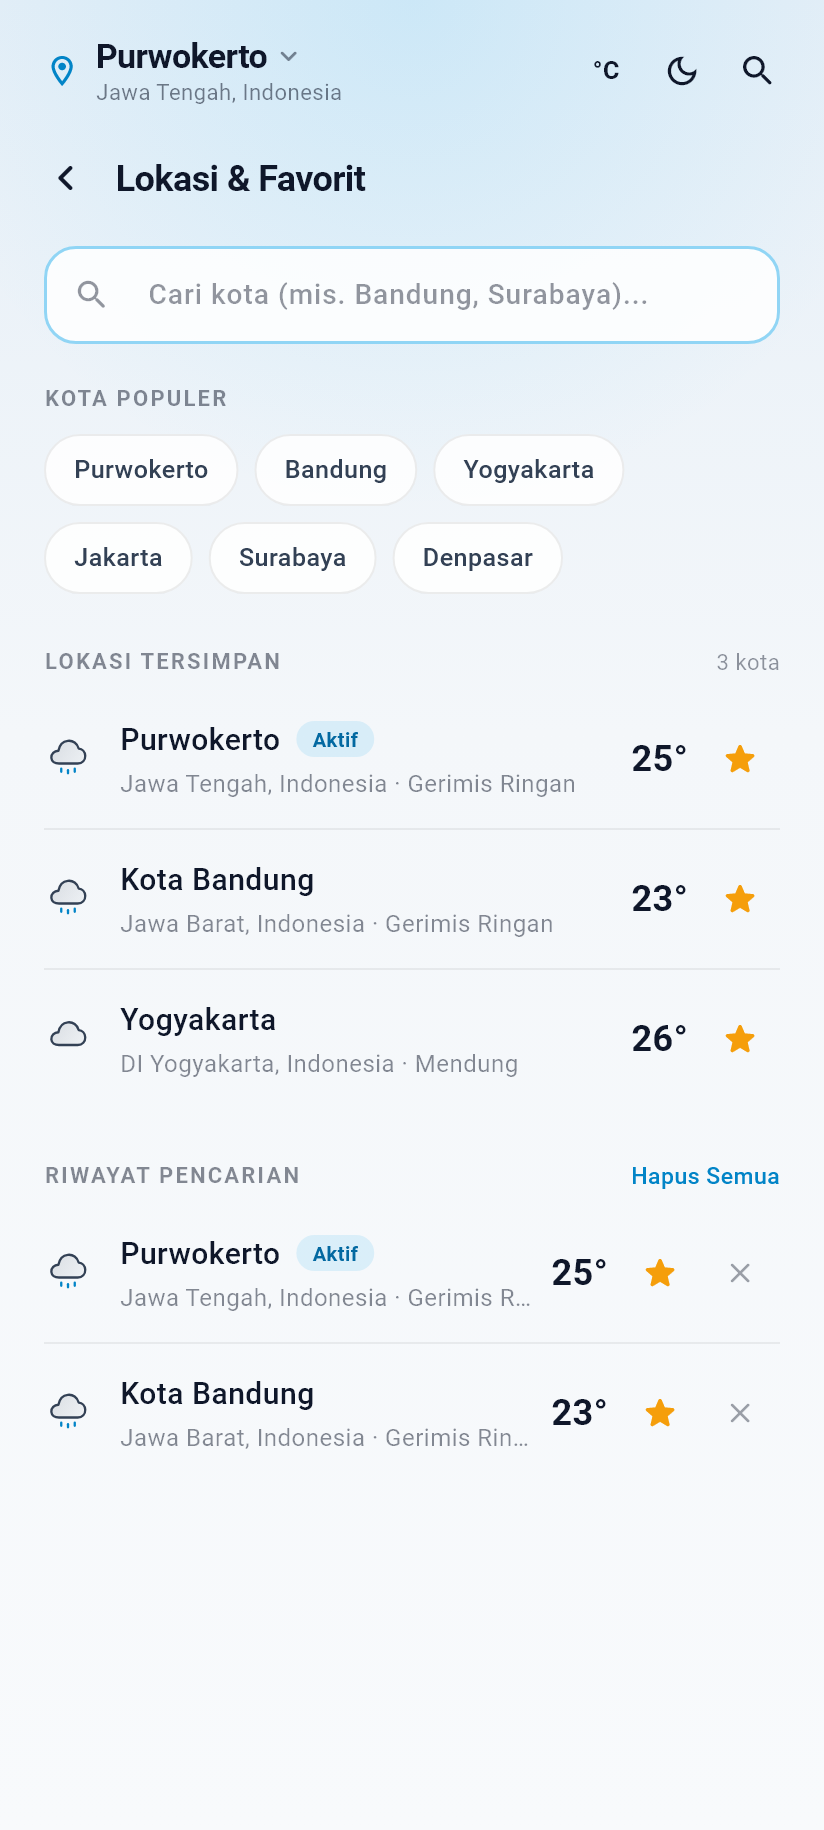 Purwokerto
Jawa Tengah, Indonesia
°C
Lokasi & Favorit
Cari kota (mis. Bandung, Surabaya)...
KOTA POPULER
Purwokerto
Bandung
Yogyakarta
Jakarta
Surabaya
Denpasar
LOKASI TERSIMPAN
3 kota
Purwokerto Aktif
Jawa Tengah, Indonesia · Gerimis Ringan
25°
Kota Bandung
Jawa Barat, Indonesia · Gerimis Ringan
23°
Yogyakarta
DI Yogyakarta, Indonesia · Mendung
26°
RIWAYAT PENCARIAN
Hapus Semua
Purwokerto Aktif
Jawa Tengah, Indonesia · Gerimis R...
25°
Kota Bandung
Jawa Barat, Indonesia · Gerimis Rin...
23°